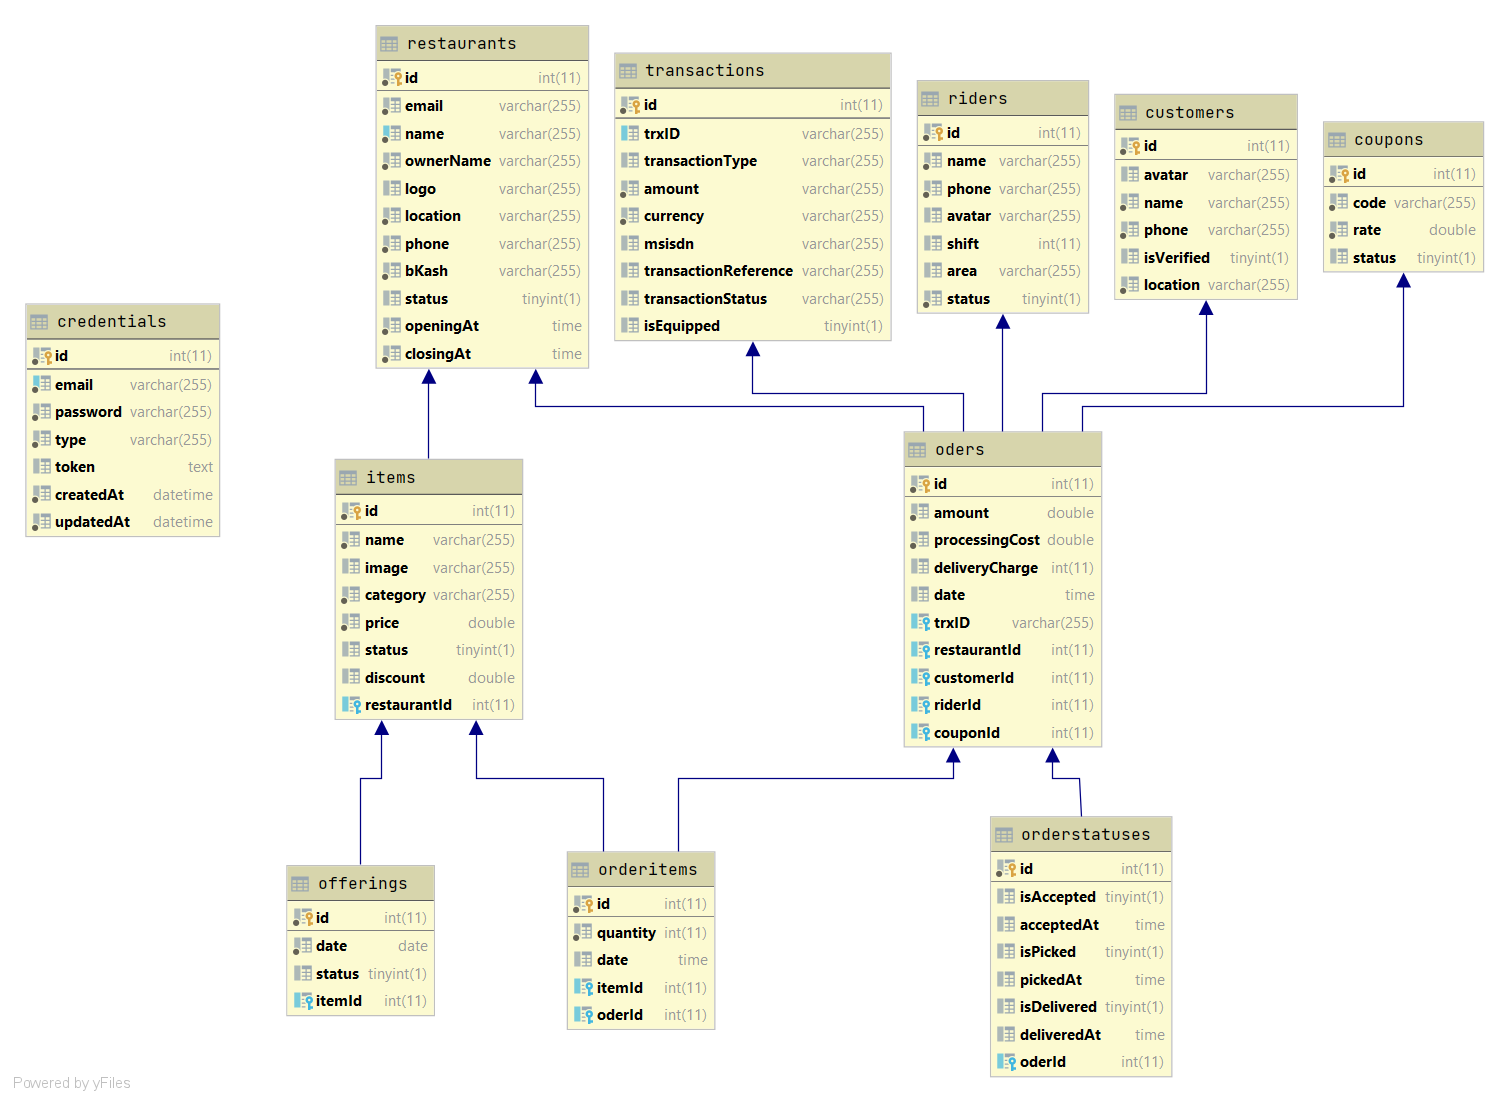 restaurants
id int(11)
email varchar(255)
name varchar(255)
ownerName varchar(255)
logo varchar(255)
location varchar(255)
phone varchar(255)
bKash varchar(255)
status tinyint(1)
openingAt time
closingAt time
transactions
id int(11)
trxID varchar(255)
transactionType varchar(255)
amount varchar(255)
currency varchar(255)
msisdn varchar(255)
transactionReference varchar(255)
transactionStatus varchar(255)
isEquipped tinyint(1)
riders
id int(11)
name varchar(255)
phone varchar(255)
avatar varchar(255)
shift int(11)
area varchar(255)
status tinyint(1)
customers
id int(11)
avatar varchar(255)
name varchar(255)
phone varchar(255)
isVerified tinyint(1)
location varchar(255)
coupons
id int(11)
code varchar(255)
rate double
status tinyint(1)
credentials
id int(11)
email varchar(255)
password varchar(255)
type varchar(255)
token text
createdAt datetime
updatedAt datetime
items
id int(11)
name varchar(255)
image varchar(255)
category varchar(255)
price double
status tinyint(1)
discount double
restaurantId int(11)
oders
id int(11)
amount double
processingCost double
deliveryCharge int(11)
date time
trxID varchar(255)
restaurantId int(11)
customerId int(11)
riderId int(11)
couponId int(11)
offerings
id int(11)
date date
status tinyint(1)
itemId int(11)
orderitems
id int(11)
quantity int(11)
date time
itemId int(11)
oderId int(11)
orderstatuses
id int(11)
isAccepted tinyint(1)
acceptedAt time
isPicked tinyint(1)
pickedAt time
isDelivered tinyint(1)
deliveredAt time
oderId int(11)
Powered by yFiles